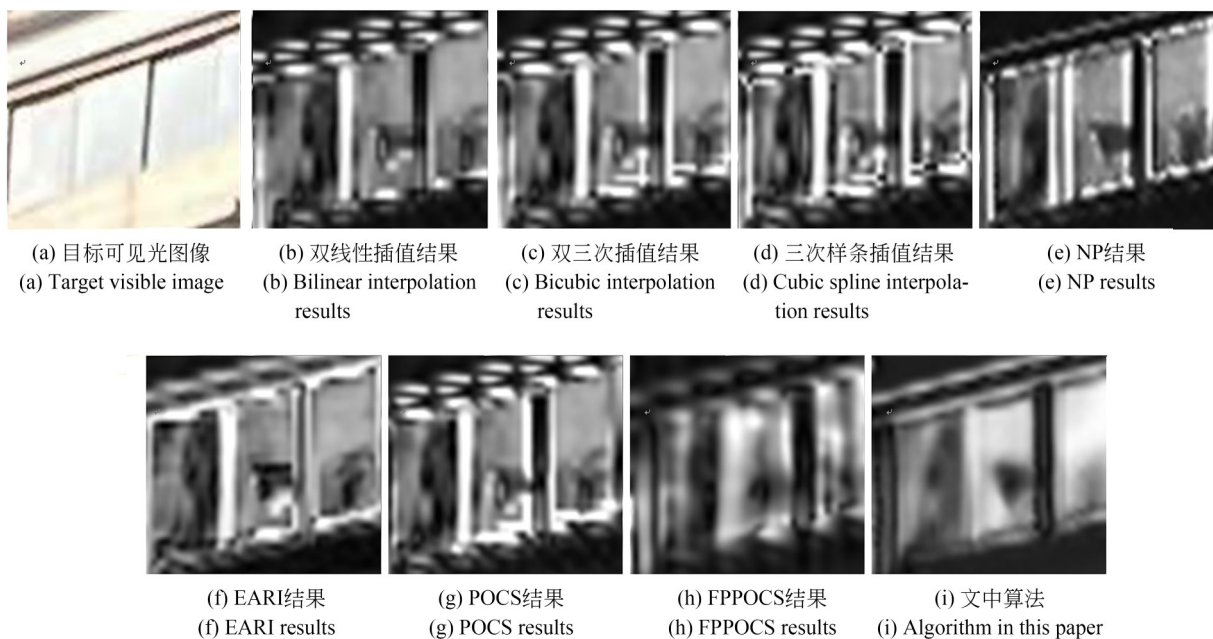 (a) 目标可见光图像
(a) Target visible image
(b) 双线性插值结果
(b) Bilinear interpolation
results
(c) 双三次插值结果
(c) Bicubic interpolation
results
(d) 三次样条插值结果
(d) Cubic spline interpola-
tion results
(e) NP结果
(e) NP results
(f) EARI结果
(f) EARI results
(g) POCS结果
(g) POCS results
(h) FPPOCS结果
(h) FPPOCS results
(i) 文中算法
(i) Algorithm in this paper